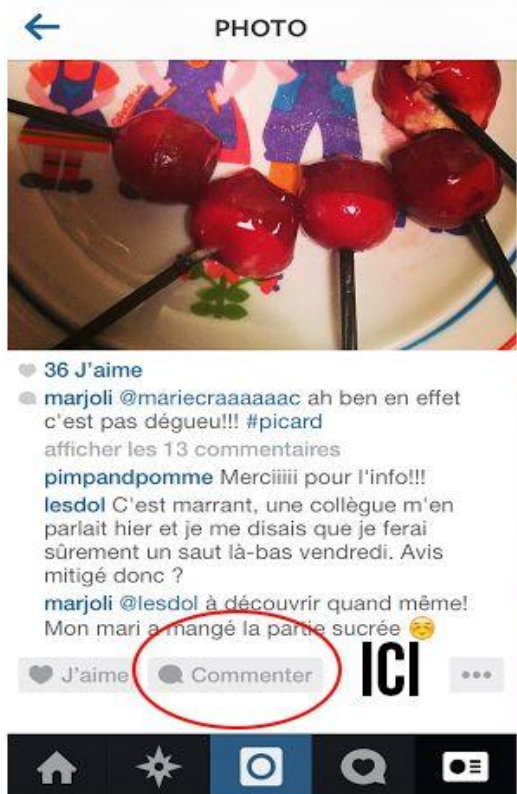 PHOTO
36 J'aime
marjoli @mariecraaaaaac ah ben en effet
c'est pas dégueu!!! #picard
afficher les 13 commentaires
pimpandpomme Merciiiii pour l'info!!!
lesdol C'est marrant, une collègue m'en
parlait hier et je me disais que je ferai
sûrement un saut là-bas vendredi. Avis
mitigé donc ?
marjoli @lesdol à découvrir quand même!
Mon mari a mangé la partie sucrée ☺️
J'aime Commenter ICI